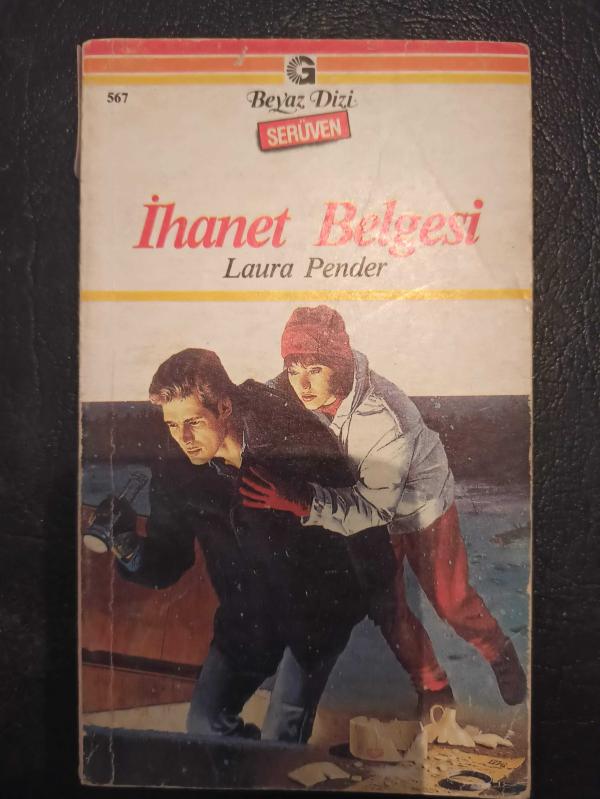 G
567
Beyaz Dizi
SERÜVEN
İhanet Belgesi
Laura Pender